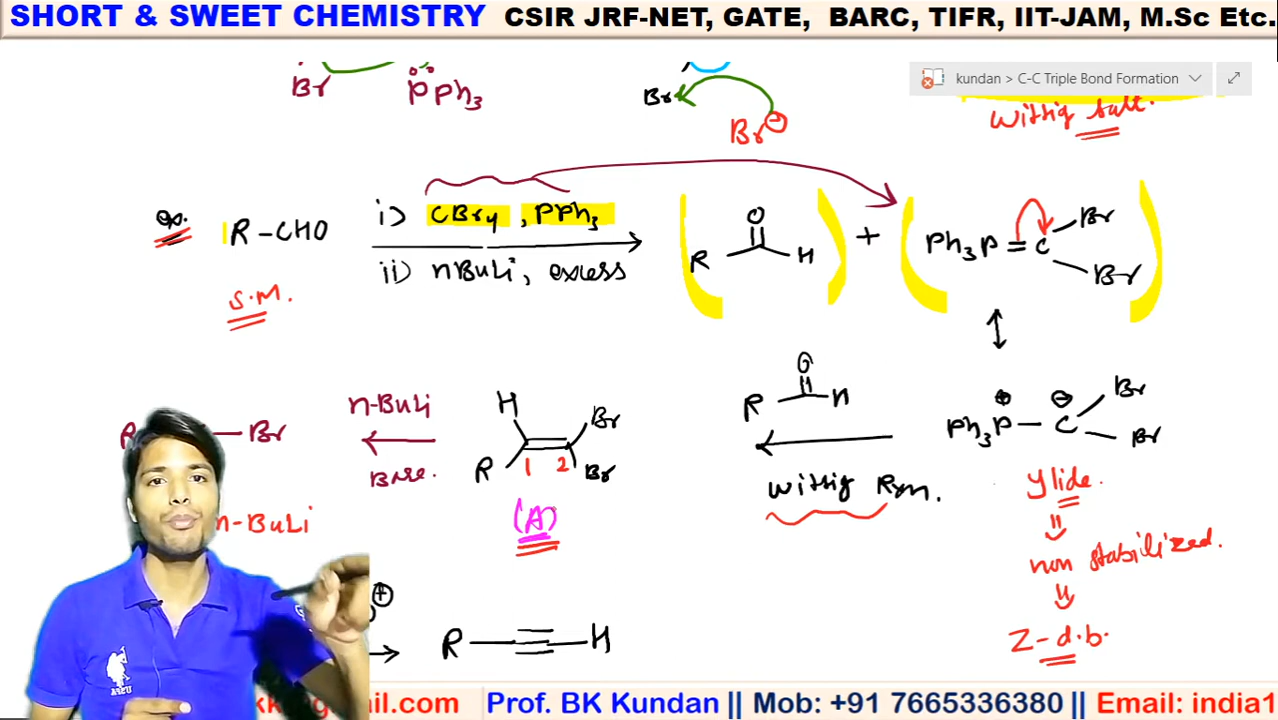 SHORT & SWEET CHEMISTRY CSIR JRF-NET, GATE, BARC, TIFR, IIT-JAM, M.Sc Etc.
kundan > C-C Triple Bond Formation
Br PPh3 Br Br⊖
Wittig salt.
ex. R-CHO i) CBr4, PPh3 R O H + Ph3P=C Br Br
ii) nBuLi, excess
S.M.
n-BuLi H Br R O H Ph3P⊕ - C⊖ Br Br
R - Br Base. R 1 2 Br Wittig Rxn. Ylide.
n-BuLi (A) non stabilized.
⊕ R ≡ H Z-d.b.
gmail.com Prof. BK Kundan || Mob: +91 7665336380 || Email: india1